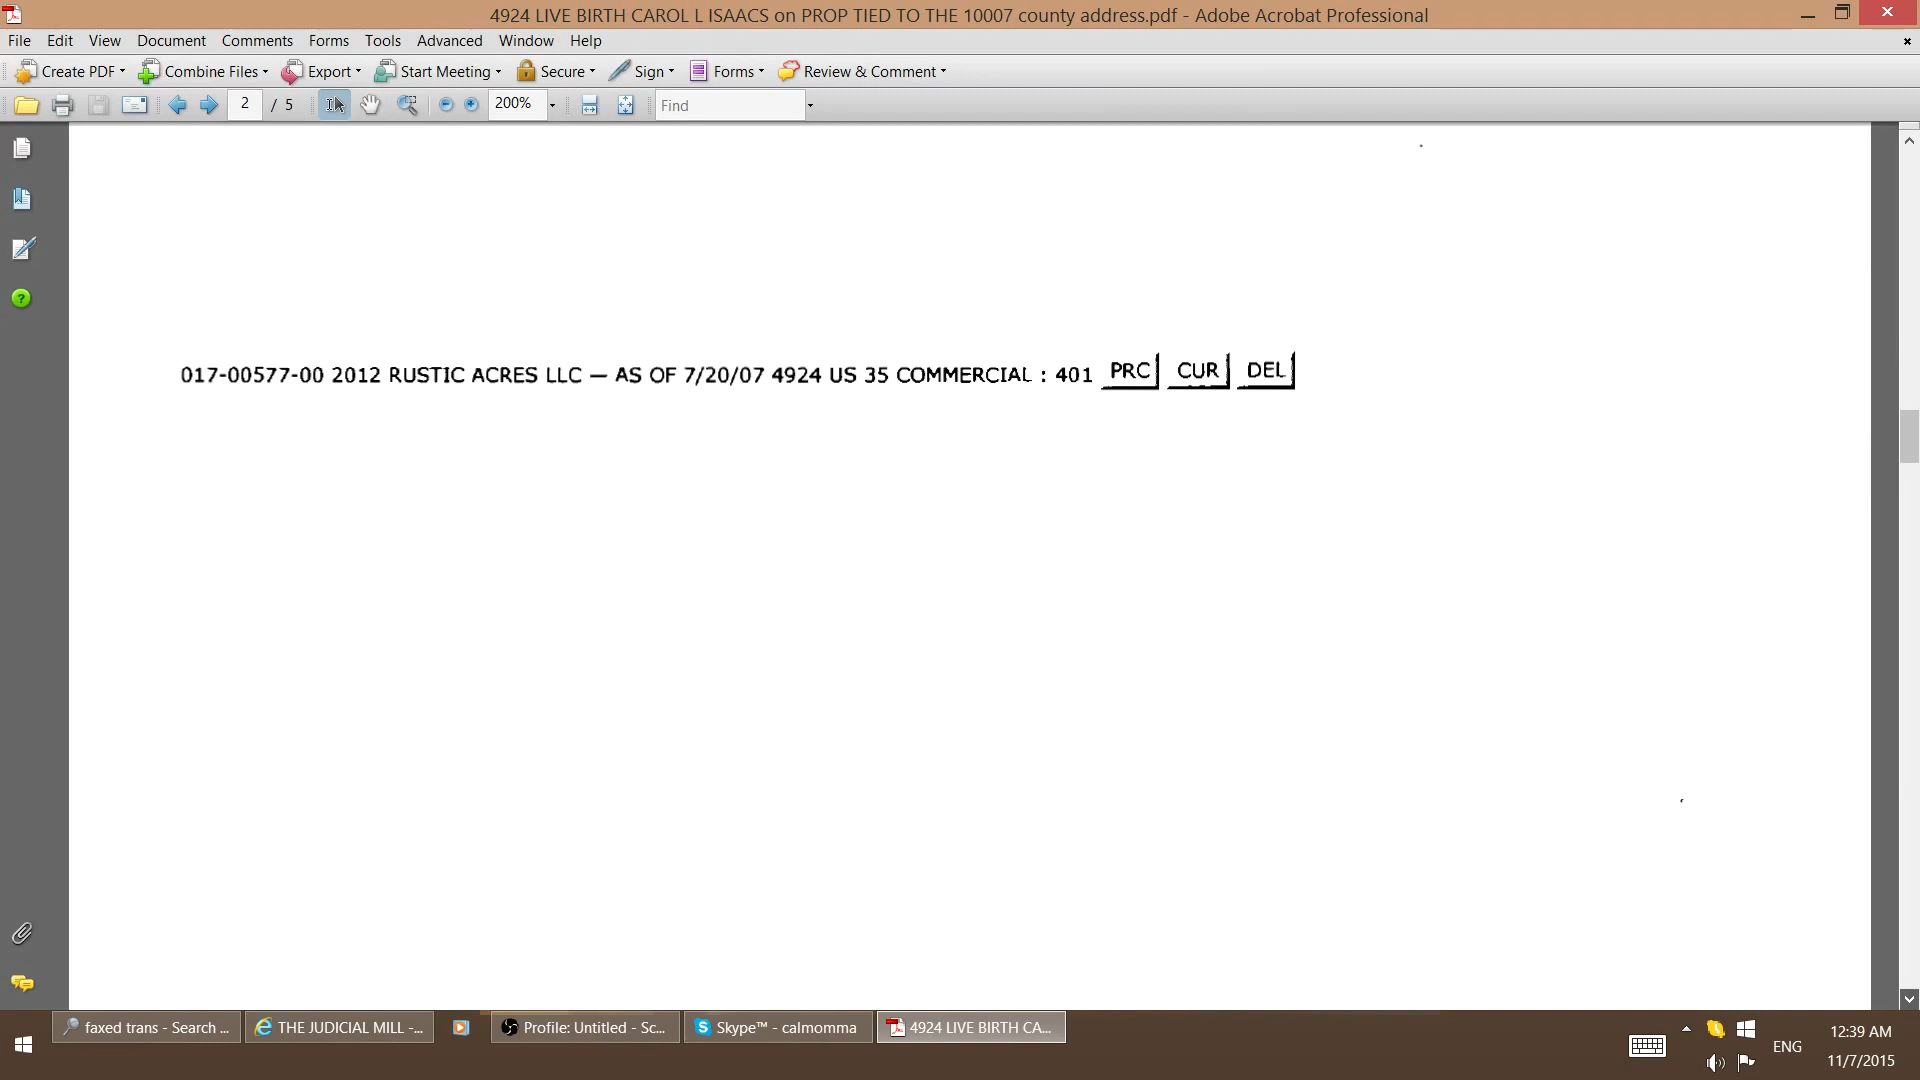 4924 LIVE BIRTH CAROL L ISAACS on PROP TIED TO THE 10007 county address.pdf - Adobe Acrobat Professional
File Edit View Document Comments Forms Tools Advanced Window Help
Create PDF Combine Files Export Start Meeting Secure Sign Forms Review & Comment
2 / 5 200% Find
017-00577-00 2012 RUSTIC ACRES LLC — AS OF 7/20/07 4924 US 35 COMMERCIAL : 401 PRC CUR DEL
faxed trans - Search ... THE JUDICIAL MILL -... Profile: Untitled - Sc... Skype™ - calmomma 4924 LIVE BIRTH CA... ENG 12:39 AM
11/7/2015